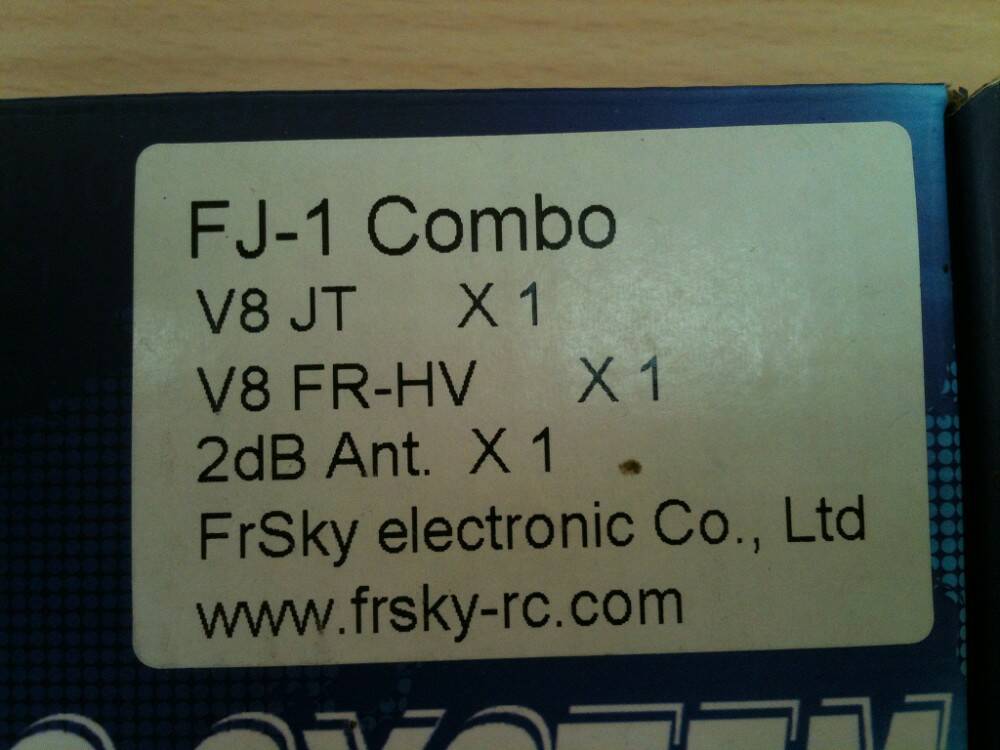 FJ-1 Combo
V8 JT X 1
V8 FR-HV X 1
2dB Ant. X 1
FrSky electronic Co., Ltd
www.frsky-rc.com
SYSTEM